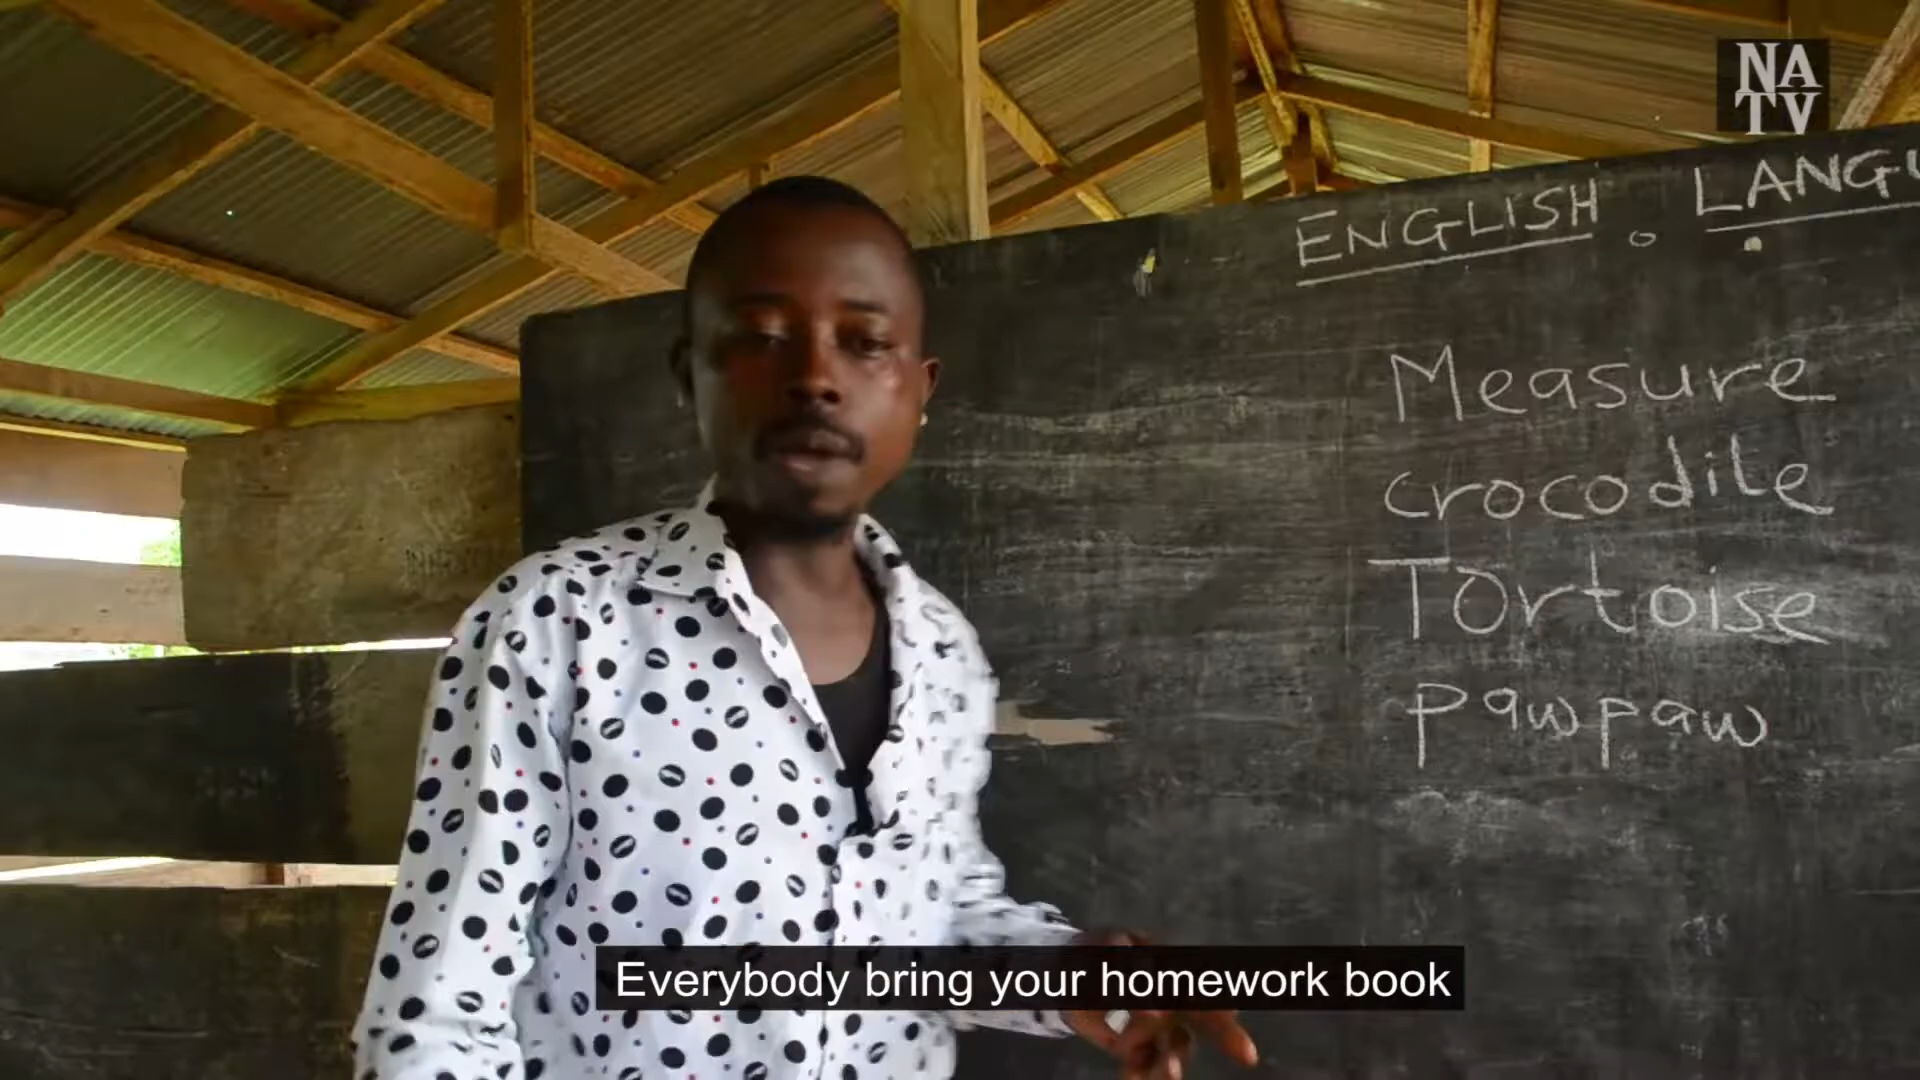 NA
TV
ENGLISH LANGU
Measure
crocodile
Tortoise
pawpaw
Everybody bring your homework book